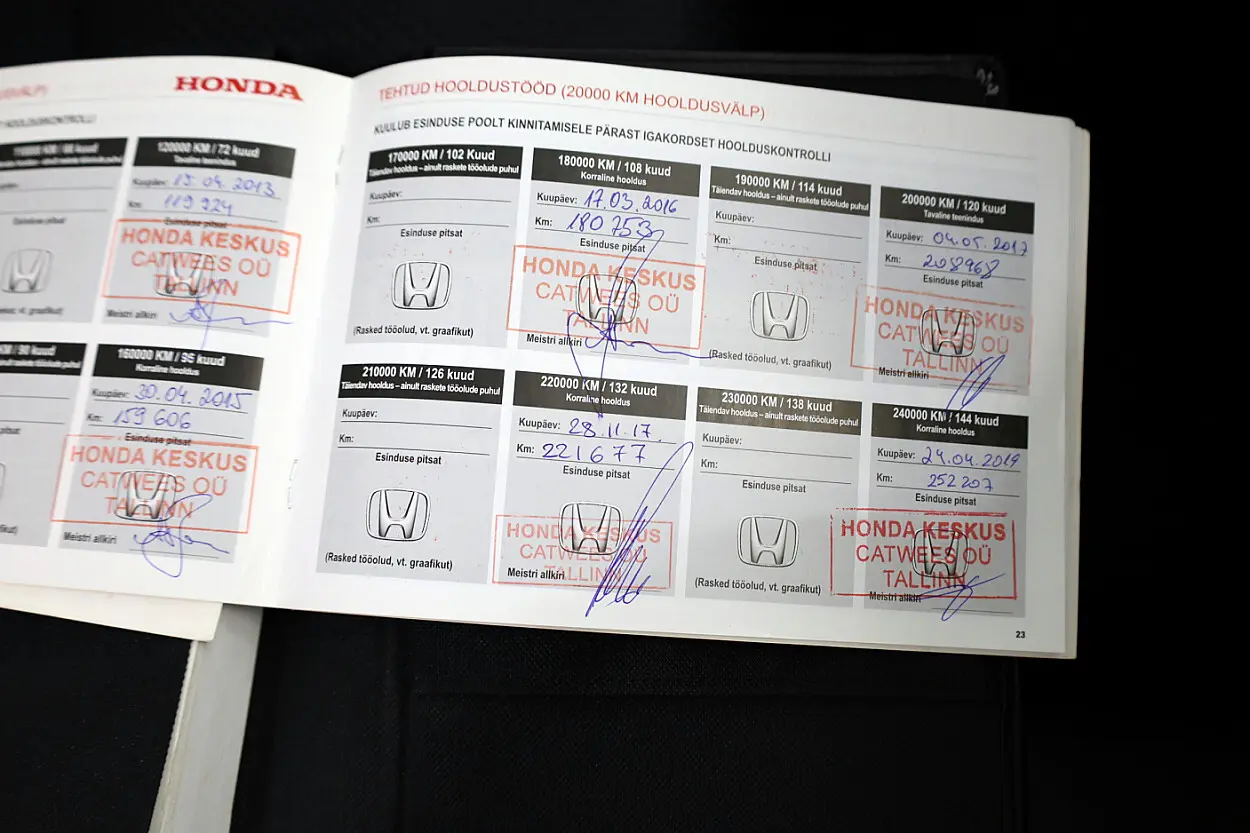 HONDA
HOOLDUSKONTROLLI
120000 KM / 72 kuud
Tavaline teenindus
Kuupäev: 15.04.2013
Km: 119 924
Esinduse pitsat
HONDA KESKUS
CATWEES OÜ
TALLINN
Meistri allkiri
Esinduse pitsat
160000 KM / 96 kuud
Korraline hooldus
Kuupäev: 30.04.2015
Km: 159 606
Esinduse pitsat
HONDA KESKUS
CATWEES OÜ
TALLINN
Meistri allkiri
TEHTUD HOOLDUSTÖÖD (20000 KM HOOLDUSVÄLP)
KUULUB ESINDUSE POOLT KINNITAMISELE PÄRAST IGAKORDSET HOOLDUSKONTROLLI
170000 KM / 102 Kuud
Täiendav hooldus – ainult raskete tööolude puhul
Kuupäev:
Km:
Esinduse pitsat
(Rasked tööolud, vt. graafikut)
180000 KM / 108 kuud
Korraline hooldus
Kuupäev: 17.03.2016
Km: 180 753
Esinduse pitsat
HONDA KESKUS
CATWEES OÜ
TALLINN
Meistri allkiri
190000 KM / 114 kuud
Täiendav hooldus – ainult raskete tööolude puhul
Kuupäev:
Km:
Esinduse pitsat
(Rasked tööolud, vt. graafikut)
200000 KM / 120 kuud
Tavaline teenindus
Kuupäev: 04.05.2017
Km: 208968
Esinduse pitsat
HONDA KESKUS
CATWEES OÜ
TALLINN
Meistri allkiri
210000 KM / 126 kuud
Täiendav hooldus – ainult raskete tööolude puhul
Kuupäev:
Km:
Esinduse pitsat
(Rasked tööolud, vt. graafikut)
220000 KM / 132 kuud
Korraline hooldus
Kuupäev: 28.11.17.
Km: 221677
Esinduse pitsat
HONDA KESKUS
CATWEES OÜ
TALLINN
Meistri allkiri
230000 KM / 138 kuud
Täiendav hooldus – ainult raskete tööolude puhul
Kuupäev:
Km:
Esinduse pitsat
(Rasked tööolud, vt. graafikut)
240000 KM / 144 kuud
Korraline hooldus
Kuupäev: 24.04.2019
Km: 252207
Esinduse pitsat
HONDA KESKUS
CATWEES OÜ
TALLINN
Meistri allkiri
23